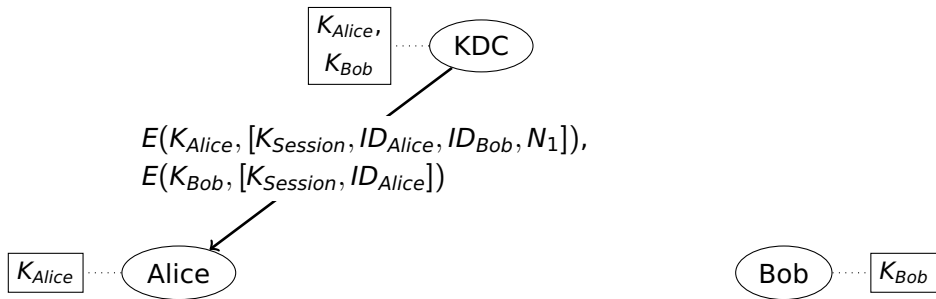 K_Alice,
K_Bob
KDC
E(K_Alice, [K_Session, ID_Alice, ID_Bob, N_1]),
E(K_Bob, [K_Session, ID_Alice])
K_Alice
Alice
Bob
K_Bob